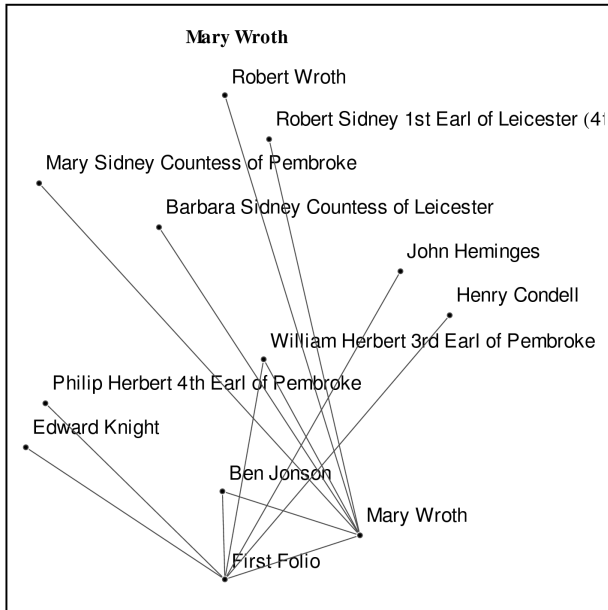 Mary Wroth
Robert Wroth
Robert Sidney 1st Earl of Leicester (4
Mary Sidney Countess of Pembroke
Barbara Sidney Countess of Leicester
John Heminges
Henry Condell
William Herbert 3rd Earl of Pembroke
Philip Herbert 4th Earl of Pembroke
Edward Knight
Ben Jonson
Mary Wroth
First Folio